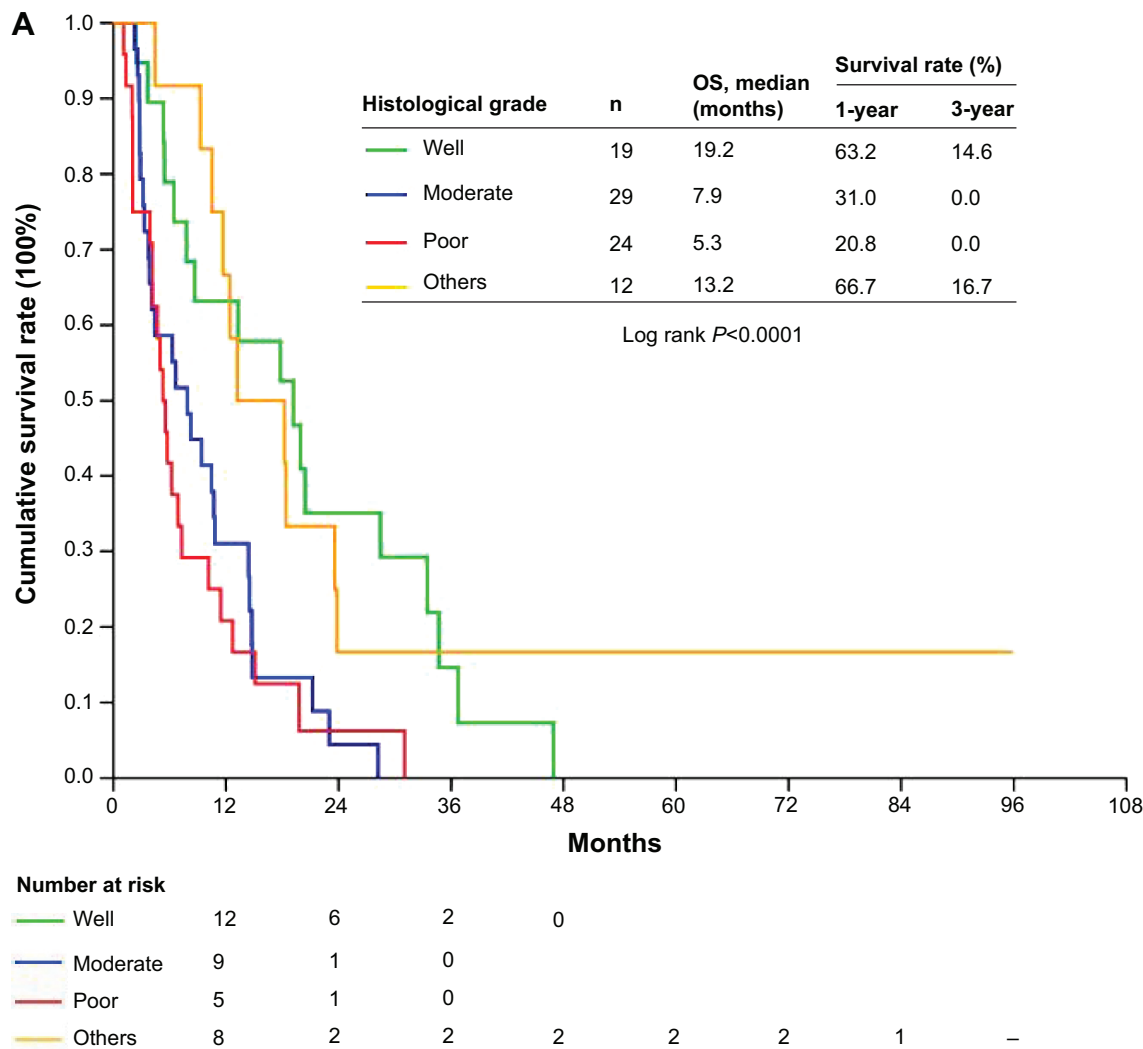 A
Cumulative survival rate (100%)
1.0
0.9
0.8
0.7
0.6
0.5
0.4
0.3
0.2
0.1
0.0
Histological grade n OS, median (months) Survival rate (%) 1-year 3-year
Well 19 19.2 63.2 14.6
Moderate 29 7.9 31.0 0.0
Poor 24 5.3 20.8 0.0
Others 12 13.2 66.7 16.7
Log rank P<0.0001
0 12 24 36 48 60 72 84 96 108
Months
Number at risk
Well 12 6 2 0
Moderate 9 1 0
Poor 5 1 0
Others 8 2 2 2 2 2 1 –